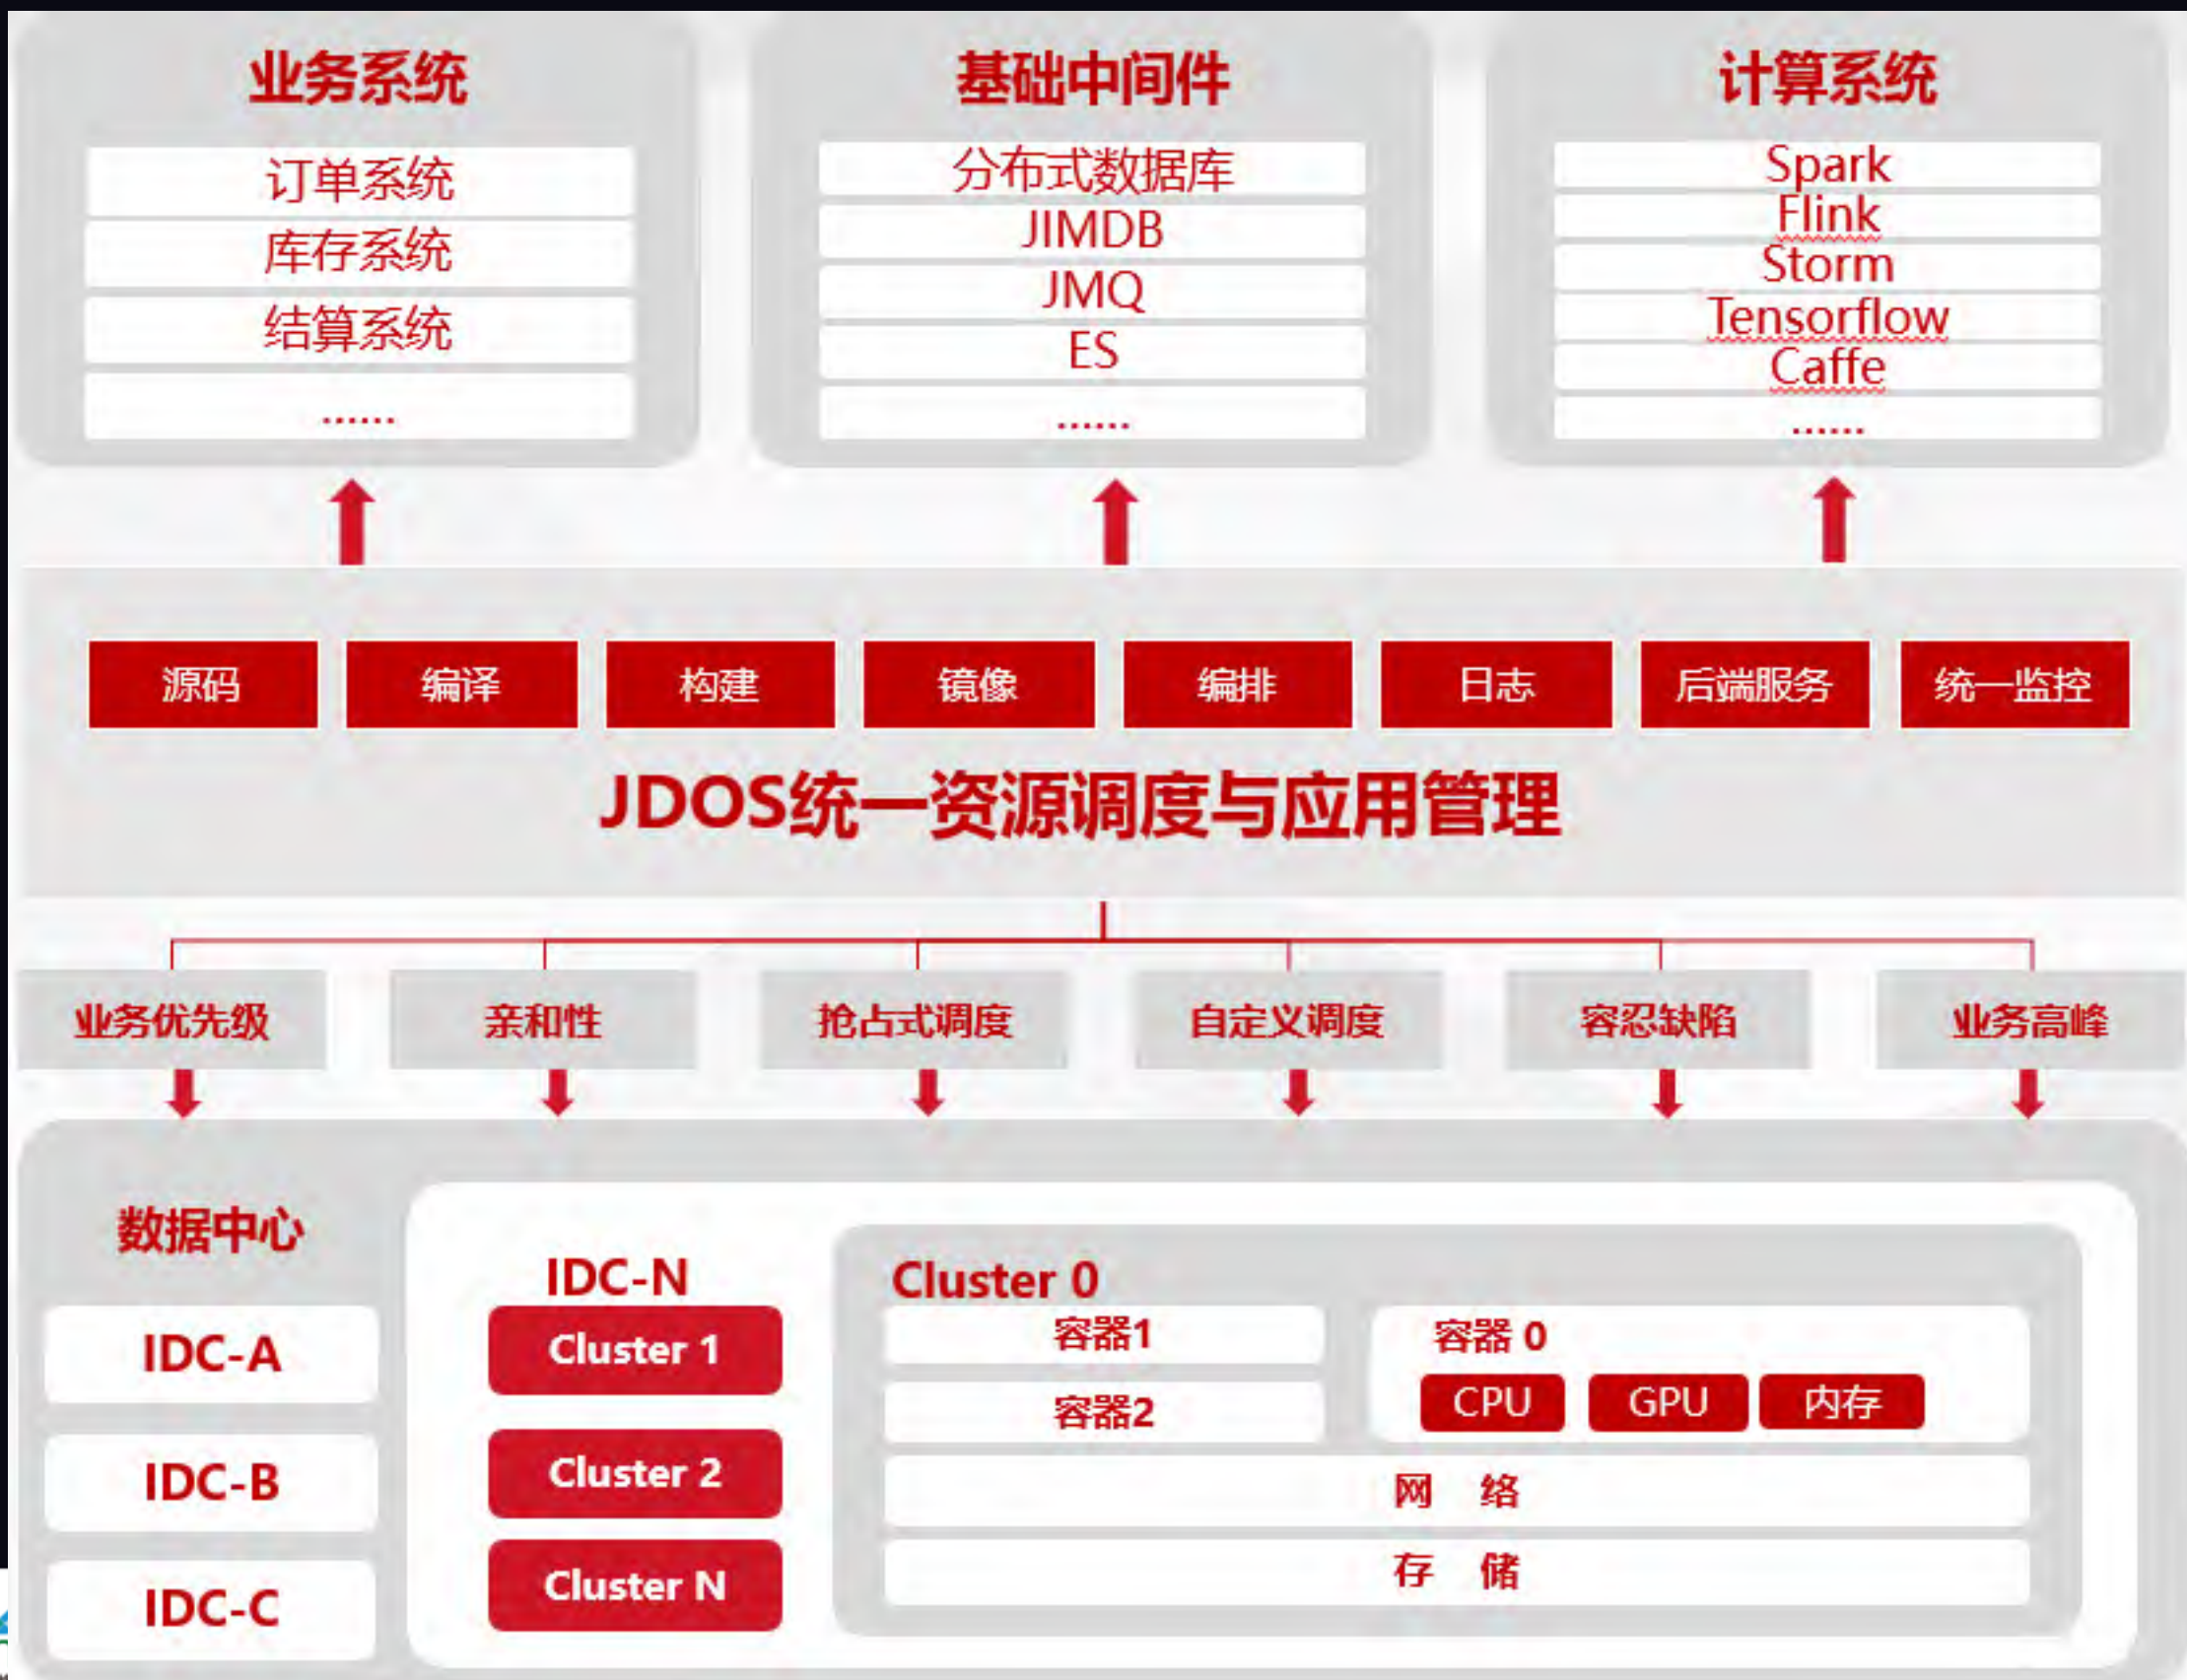 业务系统
订单系统
库存系统
结算系统
......
基础中间件
分布式数据库
JIMDB
JMQ
ES
......
计算系统
Spark
Flink
Storm
Tensorflow
Caffe
......
源码
编译
构建
镜像
编排
日志
后端服务
统一监控
JDOS统一资源调度与应用管理
业务优先级
亲和性
抢占式调度
自定义调度
容忍缺陷
业务高峰
数据中心
IDC-A
IDC-B
IDC-C
IDC-N
Cluster 1
Cluster 2
Cluster N
Cluster 0
容器1
容器2
容器 0
CPU
GPU
内存
网 络
存 储